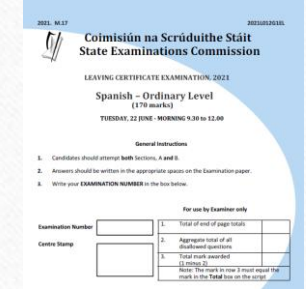 2021. M.17
2021L012G1EL
Coimisiún na Scrúduithe Stáit
State Examinations Commission
LEAVING CERTIFICATE EXAMINATION, 2021
Spanish – Ordinary Level
(170 marks)
TUESDAY, 22 JUNE - MORNING 9.30 to 12.00
General Instructions
1. Candidates should attempt both Sections, A and B.
2. Answers should be written in the appropriate spaces on the Examination paper.
3. Write your EXAMINATION NUMBER in the box below.
For use by Examiner only
Examination Number
Centre Stamp
1. Total of end of page totals
2. Aggregate total of all
disallowed questions
3. Total mark awarded
(1 minus 2)
Note: The mark in row 3 must equal the
mark in the Total box on the script